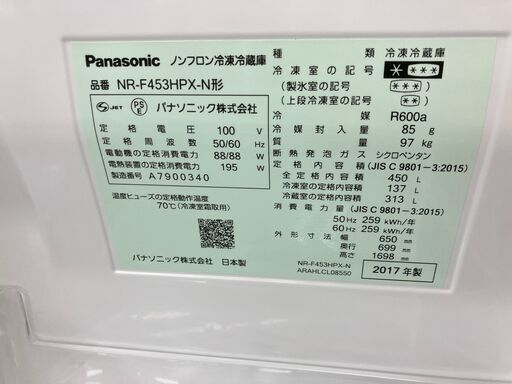 Panasonic ノンフロン冷凍冷蔵庫
品番 NR-F453HPX-N形
S JET PS E パナソニック株式会社
定格電圧 100 V
定格周波数 50/60 Hz
電動機の定格消費電力 88/88 W
電熱装置の定格消費電力 195 W
製造番号 A7900340
温度ヒューズの定格動作温度
70℃(冷凍室霜取用)
パナソニック株式会社 日本製
種類 冷凍冷蔵庫
冷凍室の記号 * ***
(製氷室の記号) ***
(上段冷凍室の記号) **
冷媒 R600a
冷媒封入量 85 g
質量 97 kg
断熱発泡ガス シクロペンタン
定格内容積 (JIS C 9801-3:2015)
全定格内容積 450 L
冷凍室の定格内容積 137 L
冷蔵室の定格内容積 313 L
消費電力量 (JIS C 9801-3:2015)
50Hz 259 kWh/年
60Hz 259 kWh/年
外形寸法 幅 650 mm
奥行 699 mm
高さ 1698 mm
NR-F453HPX-N
ARAHLCL08550
2017年製